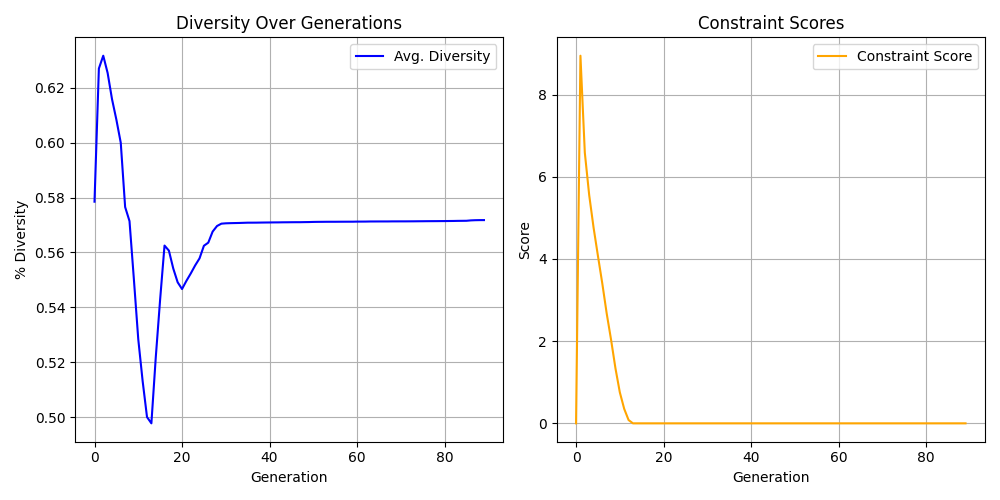 Diversity Over Generations
Avg. Diversity
% Diversity
0.62
0.60
0.58
0.56
0.54
0.52
0.50
0 20 40 60 80
Generation
Constraint Scores
Constraint Score
Score
8
6
4
2
0
0 20 40 60 80
Generation